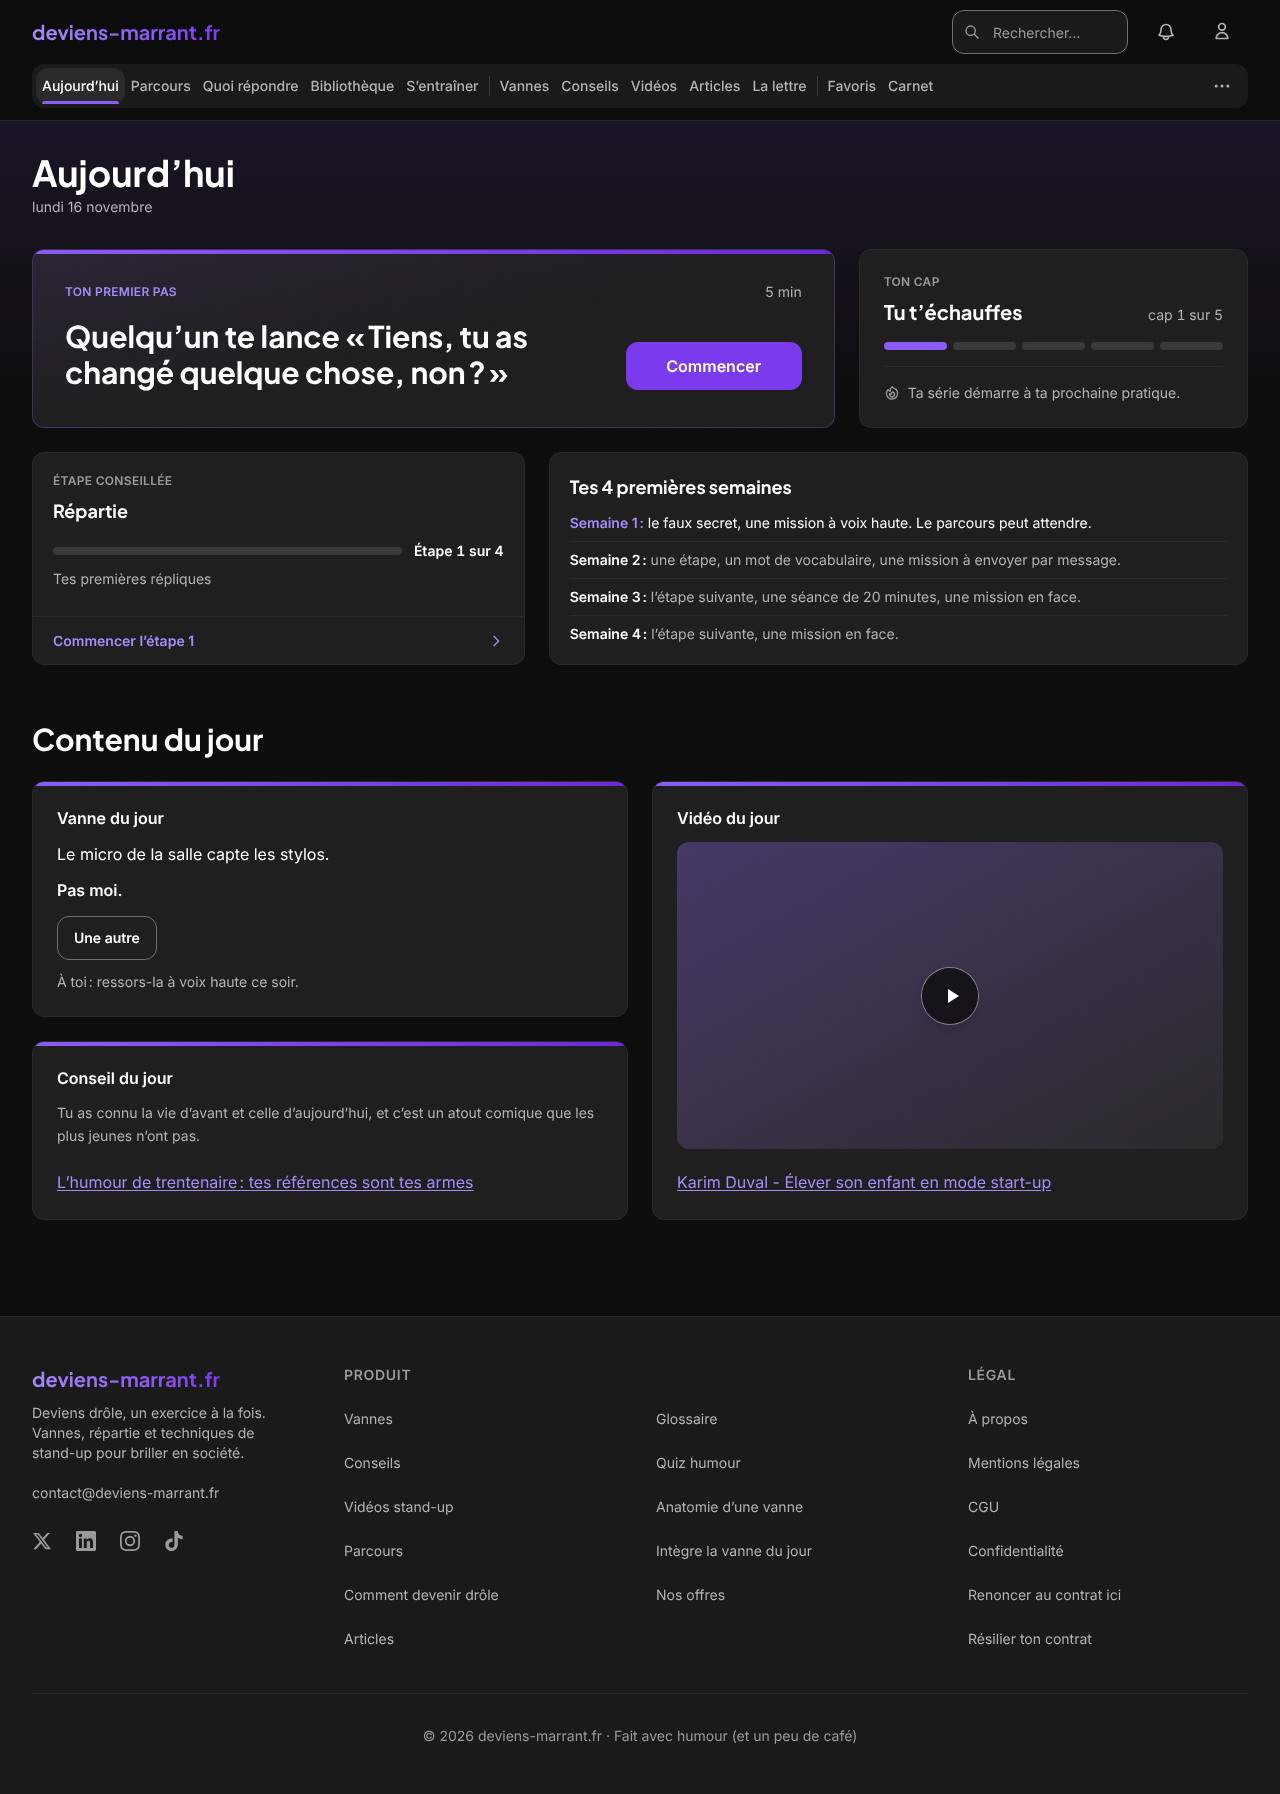 deviens-marrant.fr
Rechercher...
Aujourd’hui
Parcours
Quoi répondre
Bibliothèque
S’entraîner
Vannes
Conseils
Vidéos
Articles
La lettre
Favoris
Carnet
Aujourd’hui
lundi 16 novembre
TON PREMIER PAS
5 min
Quelqu’un te lance « Tiens, tu as
changé quelque chose, non ? »
Commencer
TON CAP
Tu t’échauffes
cap 1 sur 5
Ta série démarre à ta prochaine pratique.
ÉTAPE CONSEILLÉE
Répartie
Étape 1 sur 4
Tes premières répliques
Commencer l’étape 1
Tes 4 premières semaines
Semaine 1 : le faux secret, une mission à voix haute. Le parcours peut attendre.
Semaine 2 : une étape, un mot de vocabulaire, une mission à envoyer par message.
Semaine 3 : l’étape suivante, une séance de 20 minutes, une mission en face.
Semaine 4 : l’étape suivante, une mission en face.
Contenu du jour
Vanne du jour
Le micro de la salle capte les stylos.
Pas moi.
Une autre
À toi : ressors-la à voix haute ce soir.
Conseil du jour
Tu as connu la vie d’avant et celle d’aujourd’hui, et c’est un atout comique que les
plus jeunes n’ont pas.
L’humour de trentenaire : tes références sont tes armes
Vidéo du jour
Karim Duval - Élever son enfant en mode start-up
deviens-marrant.fr
Deviens drôle, un exercice à la fois.
Vannes, répartie et techniques de
stand-up pour briller en société.
contact@deviens-marrant.fr
PRODUIT
Vannes
Conseils
Vidéos stand-up
Parcours
Comment devenir drôle
Articles
Glossaire
Quiz humour
Anatomie d’une vanne
Intègre la vanne du jour
Nos offres
LÉGAL
À propos
Mentions légales
CGU
Confidentialité
Renoncer au contrat ici
Résilier ton contrat
© 2026 deviens-marrant.fr · Fait avec humour (et un peu de café)